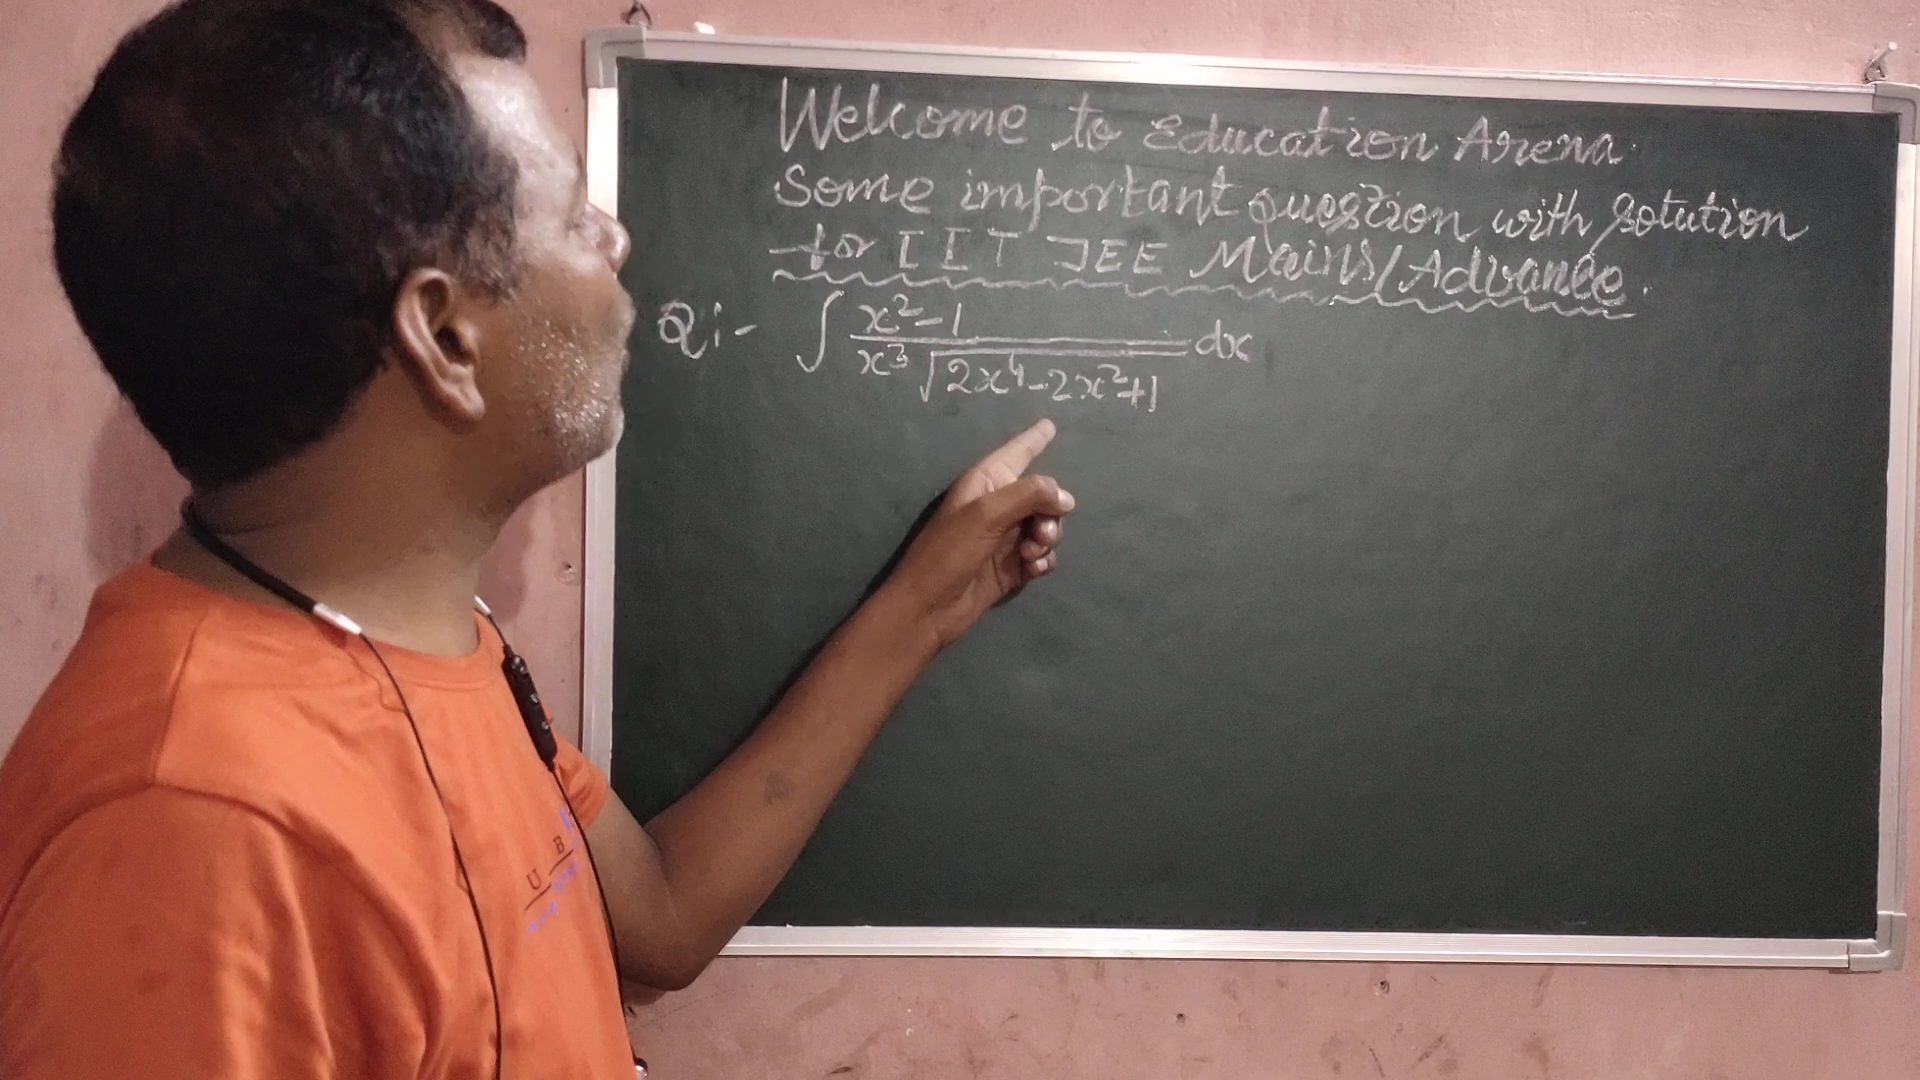 Welcome to Education Arena.
Some important question with solution
for IIT JEE Mains/Advance.
Q:- ∫ x²-1 / x³√2x⁴-2x²+1 dx
U B